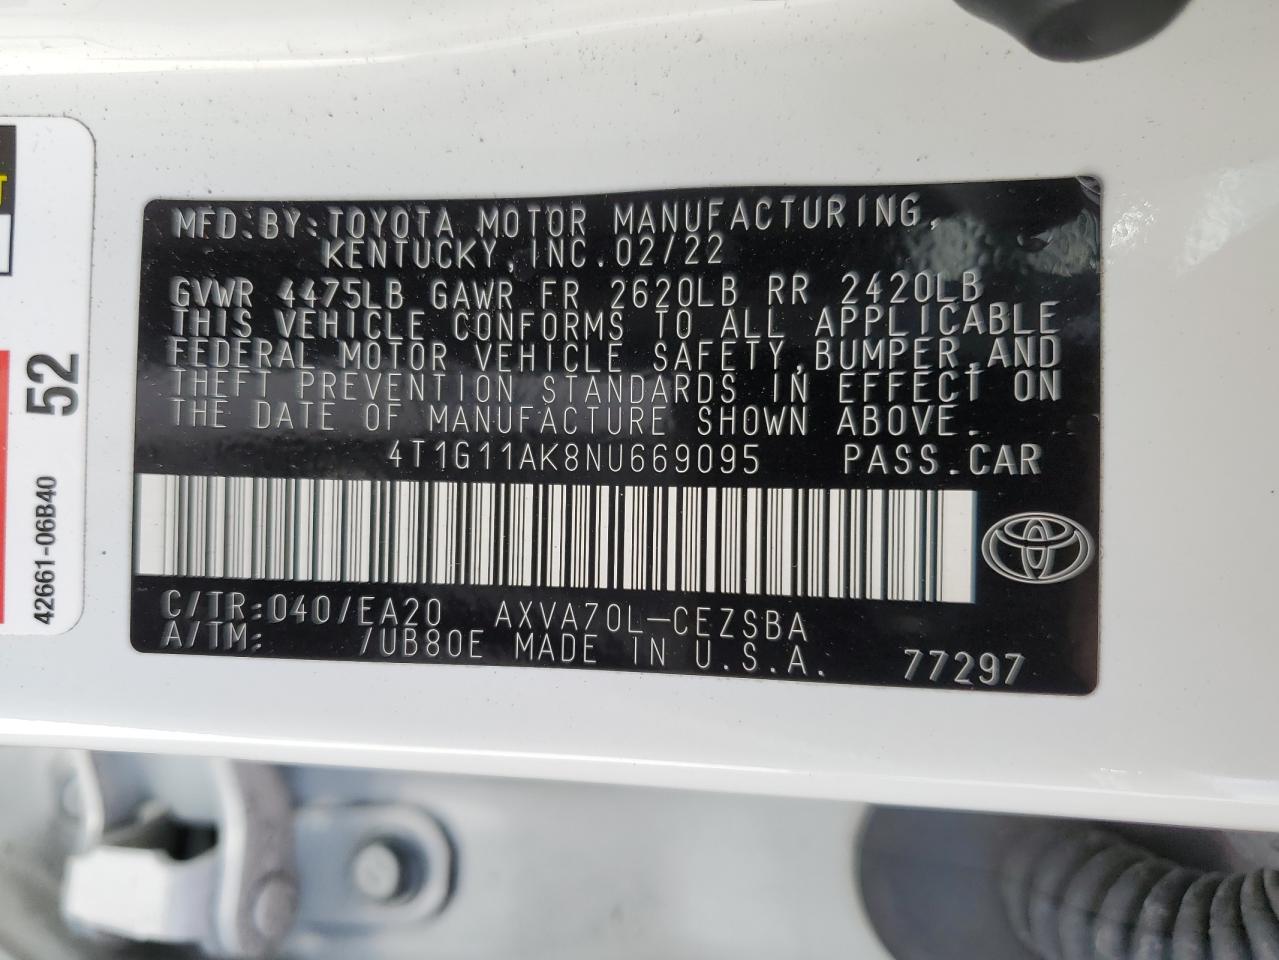 MFD.BY:TOYOTA MOTOR MANUFACTURING,
KENTUCKY,INC.02/22
GVWR 4475LB GAWR FR 2620LB RR 2420LB
THIS VEHICLE CONFORMS TO ALL APPLICABLE
FEDERAL MOTOR VEHICLE SAFETY,BUMPER,AND
THEFT PREVENTION STANDARDS IN EFFECT ON
THE DATE OF MANUFACTURE SHOWN ABOVE.
4T1G11AK8NU669095 PASS.CAR
C/TR:040/EA20 AXVA70L-CEZSBA
A/TM: /UB80E MADE IN U.S.A. 77297
52
42661-06B40